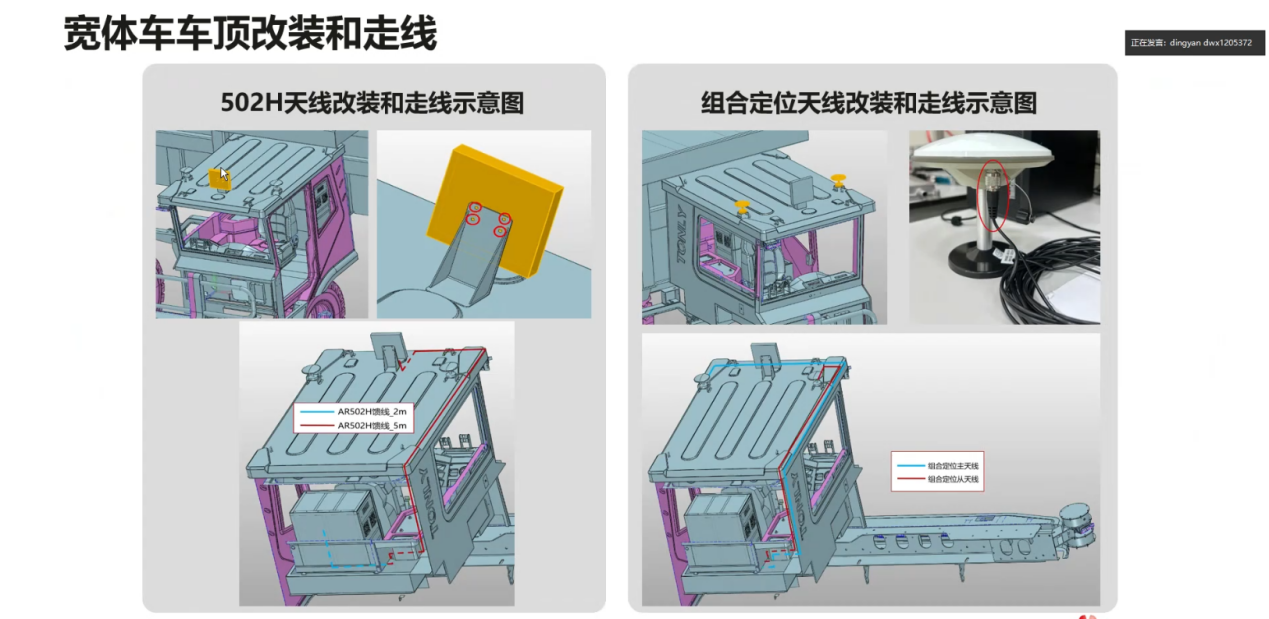 宽体车车顶改装和走线
正在发言: dingyan dwx1205372
502H天线改装和走线示意图
AR502H馈线_2m
AR502H馈线_5m
TONLY
组合定位天线改装和走线示意图
TONLY
组合定位主天线
组合定位从天线
TONLY